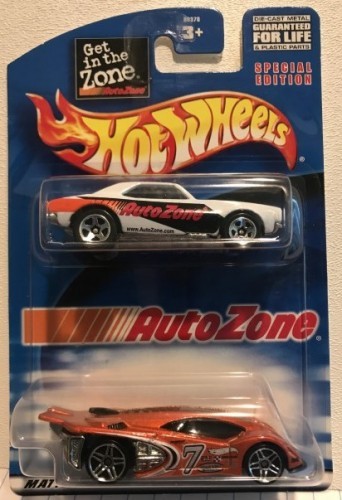 Get
in the
Zone.
AutoZone
3+
DIE-CAST METAL
GUARANTEED
FOR LIFE
& PLASTIC PARTS
SPECIAL
EDITION
HOT WHEELS
AutoZone
www.AutoZone.com
AutoZone
7
MAT